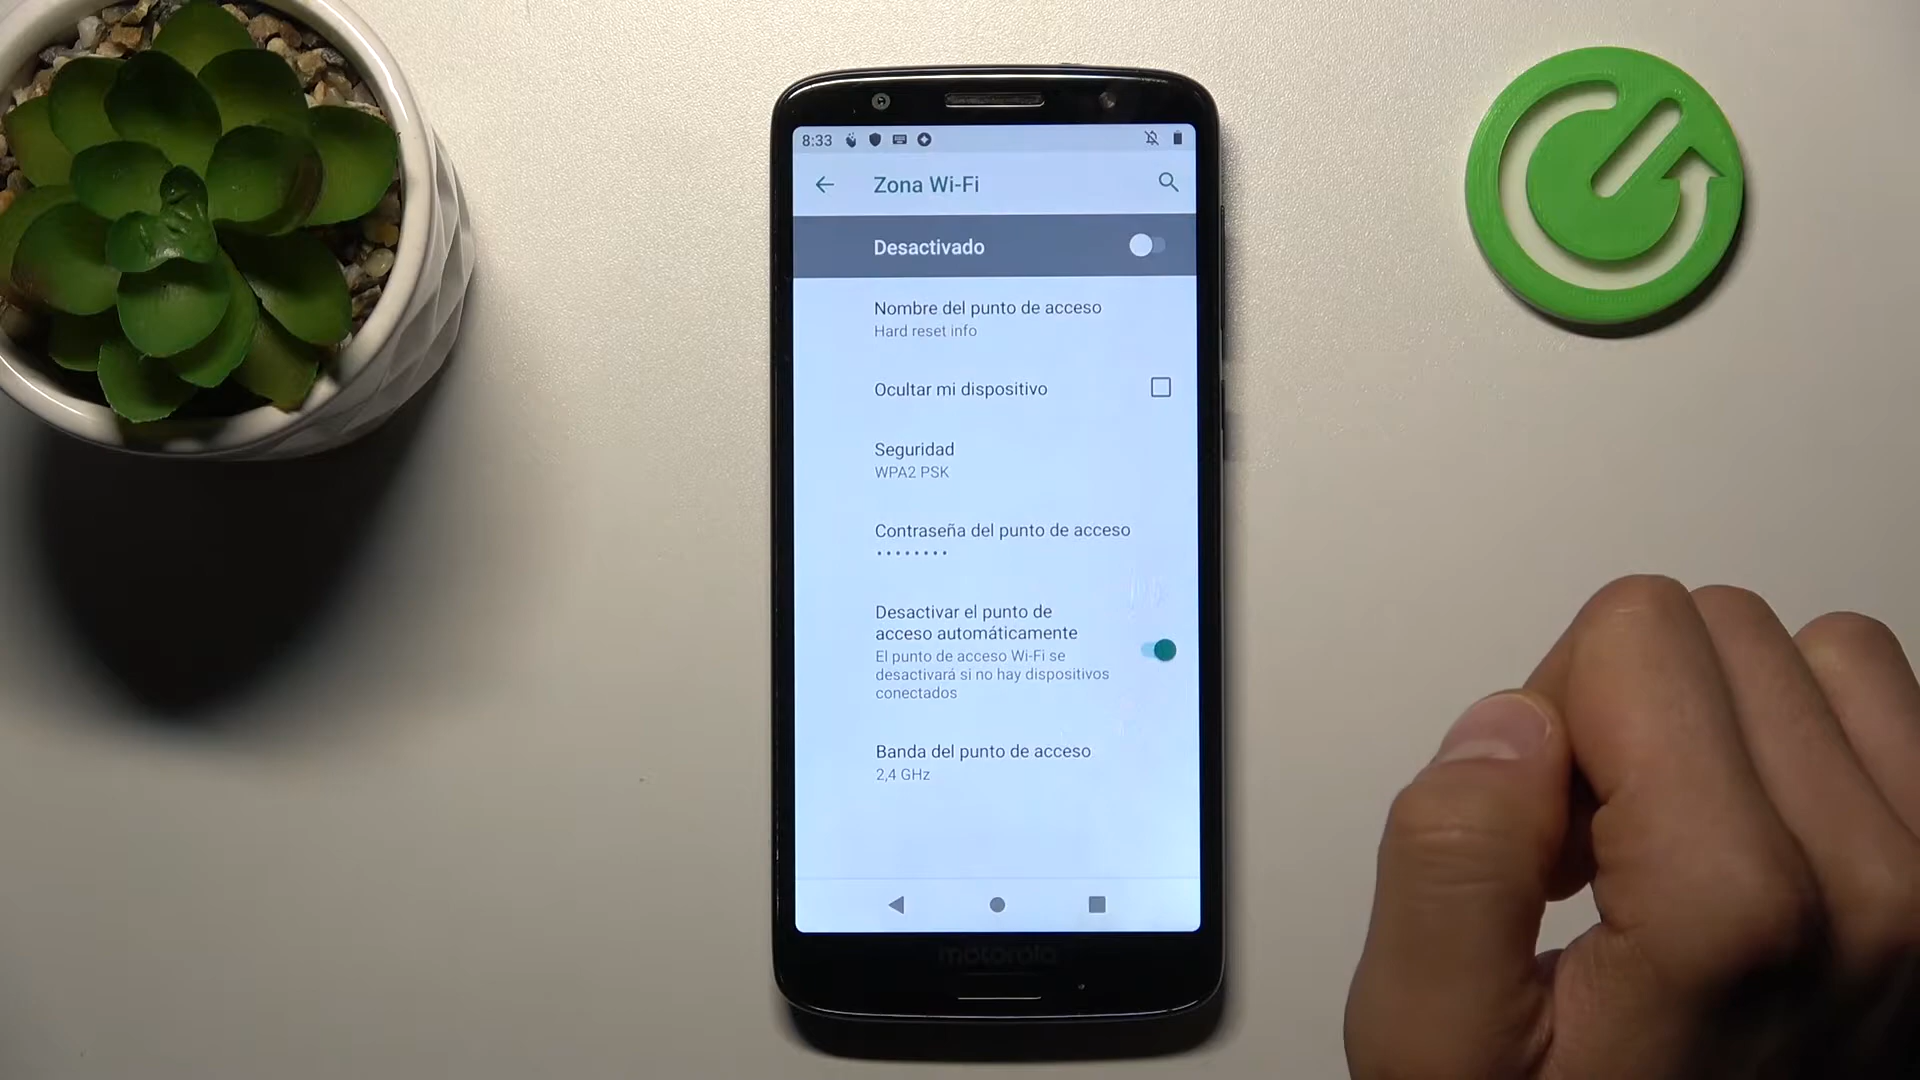 8:33
Zona Wi-Fi
Desactivado
Nombre del punto de acceso
Hard reset info
Ocultar mi dispositivo
Seguridad
WPA2 PSK
Contraseña del punto de acceso
••••••••
Desactivar el punto de
acceso automáticamente
El punto de acceso Wi-Fi se
desactivará si no hay dispositivos
conectados
Banda del punto de acceso
2,4 GHz
motorola